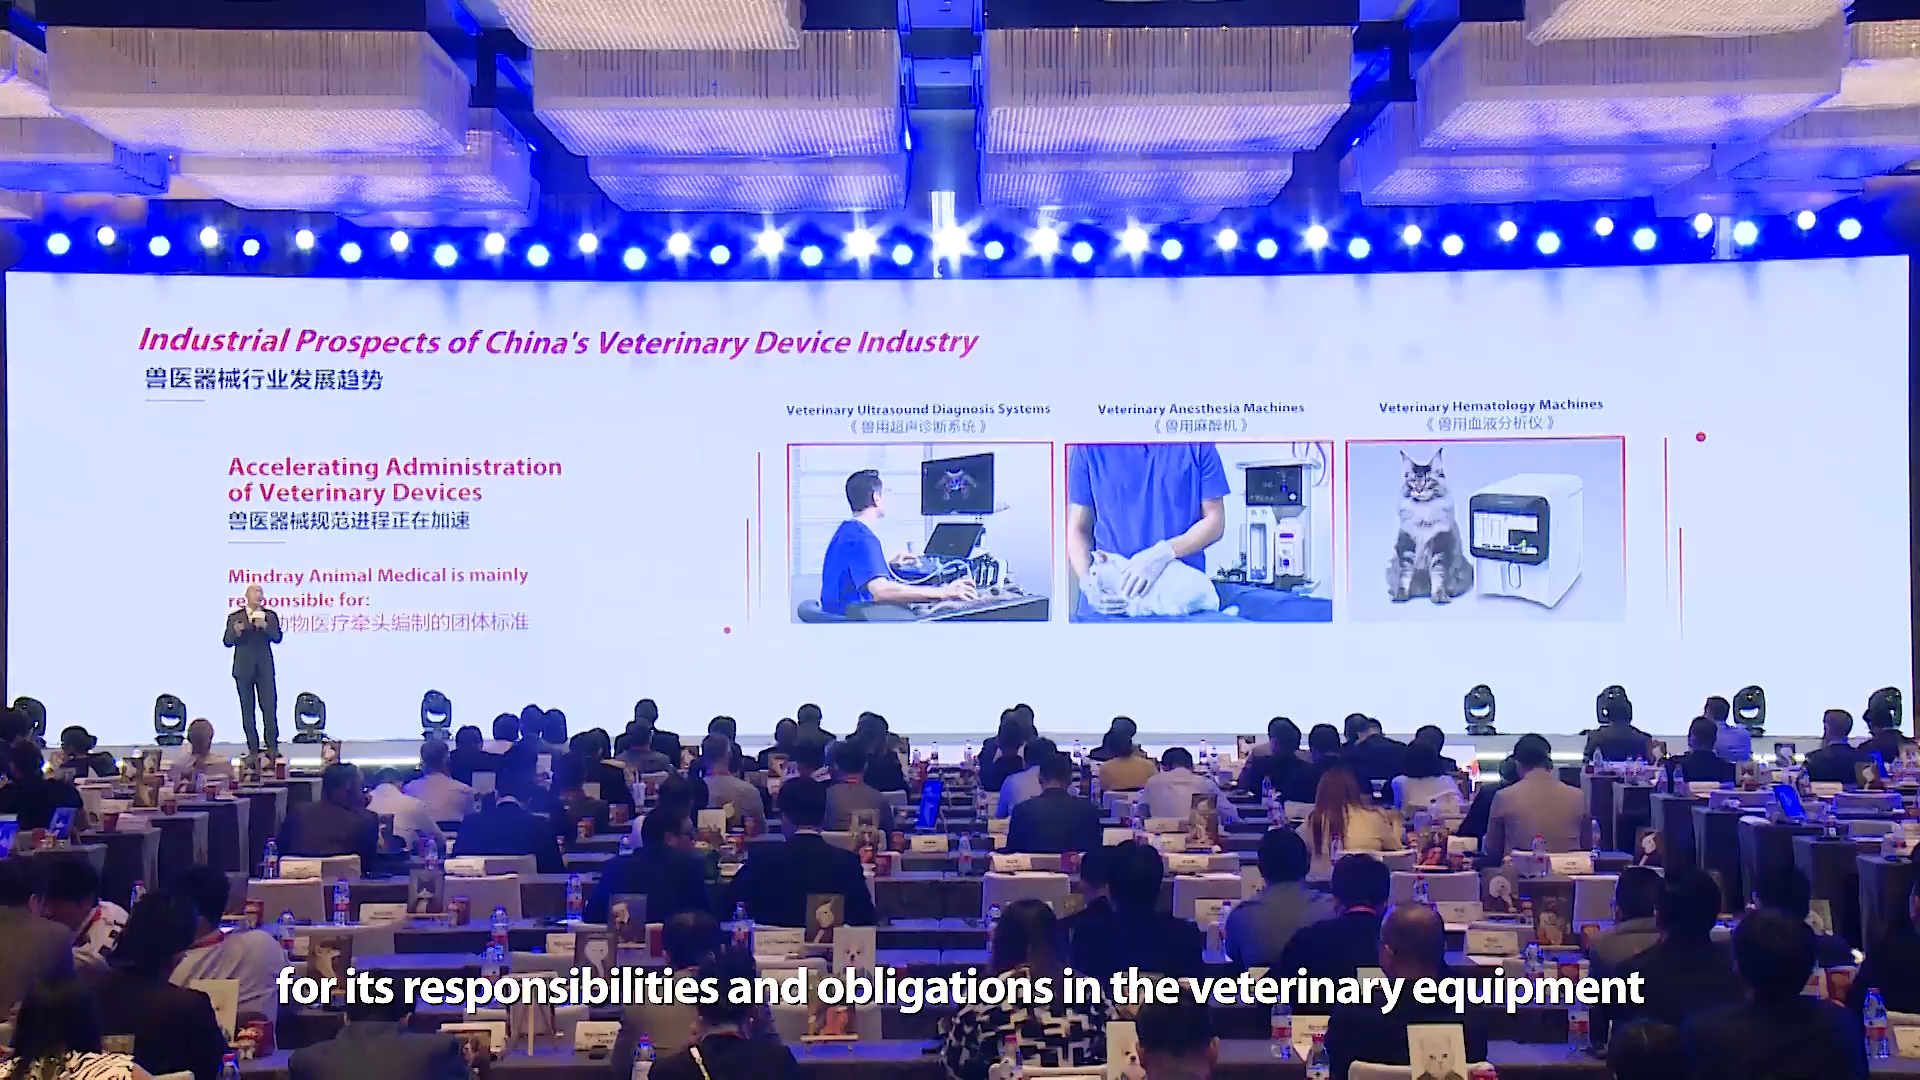 Industrial Prospects of China's Veterinary Device Industry
兽医器械行业发展趋势
Accelerating Administration
of Veterinary Devices
兽医器械规范进程正在加速
Mindray Animal Medical is mainly
responsible for:
动物医疗牵头编制的团体标准
Veterinary Ultrasound Diagnosis Systems
《兽用超声诊断系统》
Veterinary Anesthesia Machines
《兽用麻醉机》
Veterinary Hematology Machines
《兽用血液分析仪》
for its responsibilities and obligations in the veterinary equipment